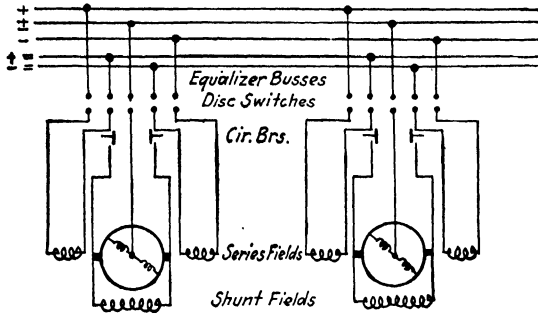 +
±
-
Equalizer Busses
Disc Switches
Cir. Brs.
Series Fields
Shunt Fields